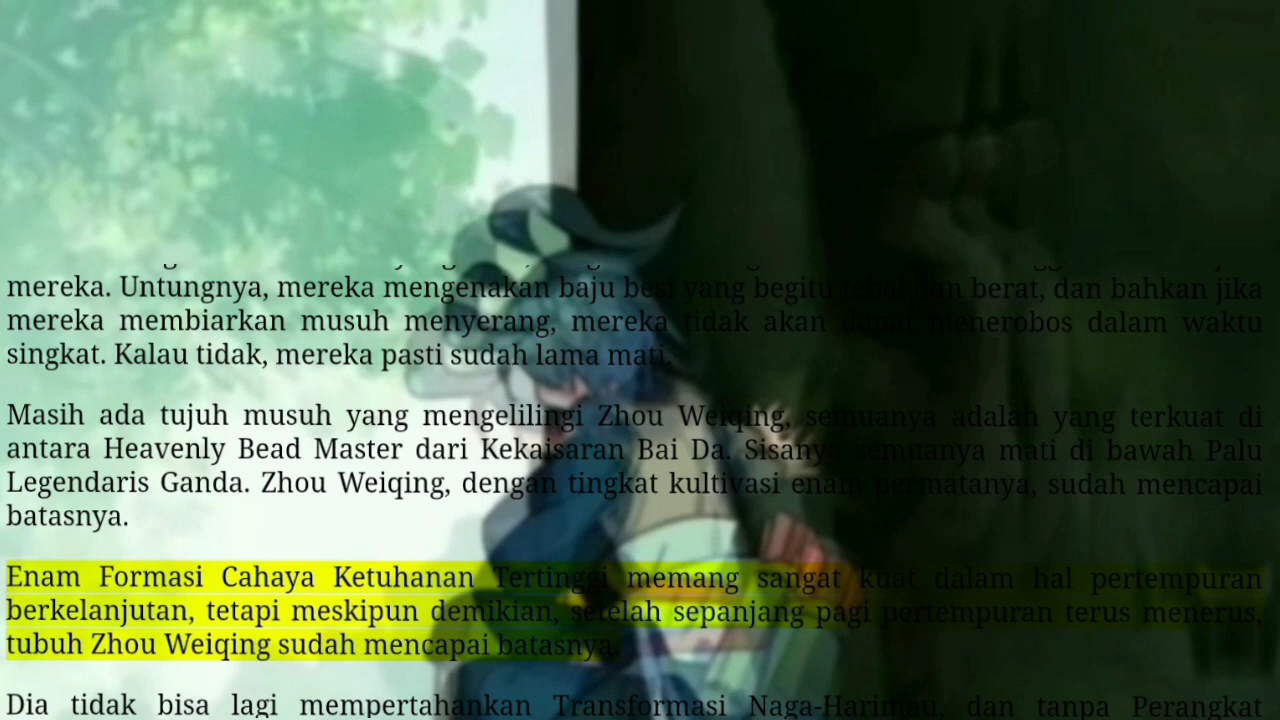 mereka. Untungnya, mereka mengenakan baju besi yang begitu tebal dan berat, dan bahkan jika
mereka membiarkan musuh menyerang, mereka tidak akan dapat menerobos dalam waktu
singkat. Kalau tidak, mereka pasti sudah lama mati.
Masih ada tujuh musuh yang mengelilingi Zhou Weiqing, semuanya adalah yang terkuat di
antara Heavenly Bead Master dari Kekaisaran Bai Da. Sisanya semuanya mati di bawah Palu
Legendaris Ganda. Zhou Weiqing, dengan tingkat kultivasi enam permatanya, sudah mencapai
batasnya.
Enam Formasi Cahaya Ketuhanan Tertinggi memang sangat kuat dalam hal pertempuran
berkelanjutan, tetapi meskipun demikian, setelah sepanjang pagi pertempuran terus menerus,
tubuh Zhou Weiqing sudah mencapai batasnya.
Dia tidak bisa lagi mempertahankan Transformasi Naga-Harimau, dan tanpa Perangkat